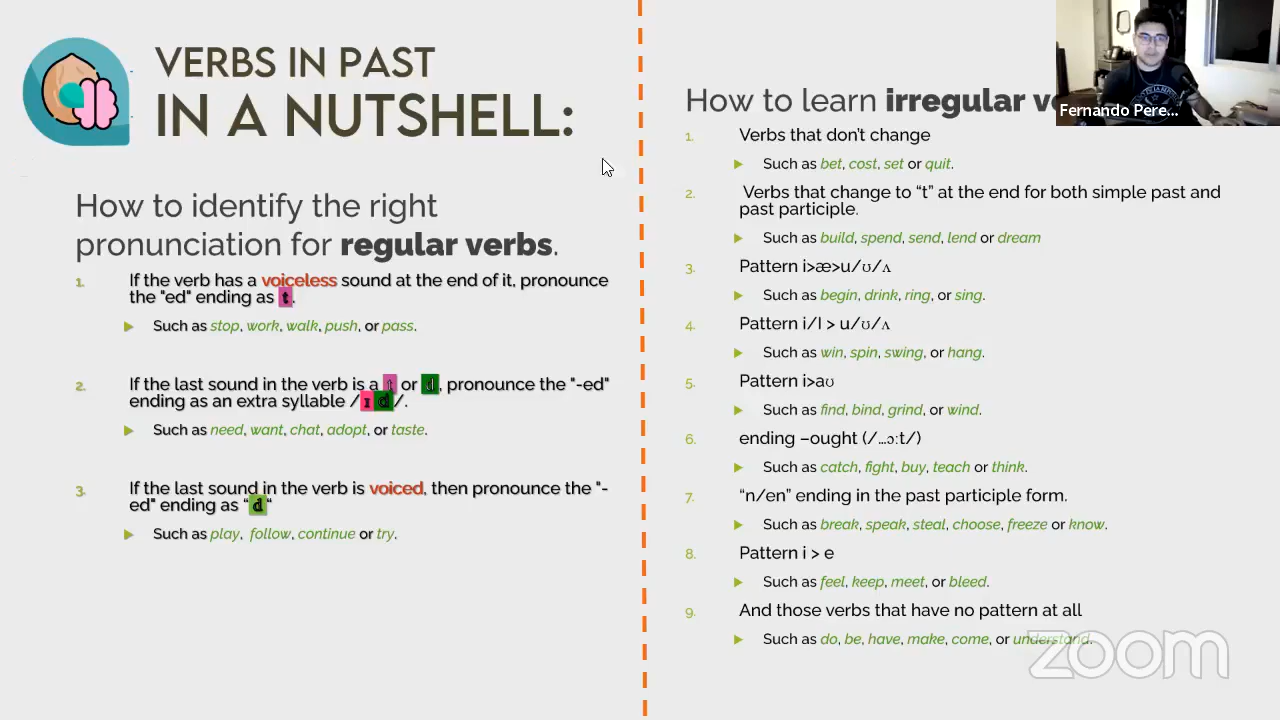 VERBS IN PAST
IN A NUTSHELL:
How to identify the right
pronunciation for regular verbs.
1. If the verb has a voiceless sound at the end of it, pronounce
the "ed" ending as t.
Such as stop, work, walk, push, or pass.
2. If the last sound in the verb is a t or d, pronounce the "-ed"
ending as an extra syllable /ɪd/.
Such as need, want, chat, adopt, or taste.
3. If the last sound in the verb is voiced, then pronounce the "-
ed" ending as “d“
Such as play, follow, continue or try.
How to learn irregular
1. Verbs that don’t change
Such as bet, cost, set or quit.
2. Verbs that change to “t” at the end for both simple past and
past participle.
Such as build, spend, send, lend or dream
3. Pattern i>æ>u/ʊ/ʌ
Such as begin, drink, ring, or sing.
4. Pattern i/I > u/ʊ/ʌ
Such as win, spin, swing, or hang.
5. Pattern i>aʊ
Such as find, bind, grind, or wind.
6. ending –ought (/…ɔːt/)
Such as catch, fight, buy, teach or think.
7. “n/en” ending in the past participle form.
Such as break, speak, steal, choose, freeze or know.
8. Pattern i > e
Such as feel, keep, meet, or bleed.
9. And those verbs that have no pattern at all
Such as do, be, have, make, come, or understand.
Fernando Pere...
zoom